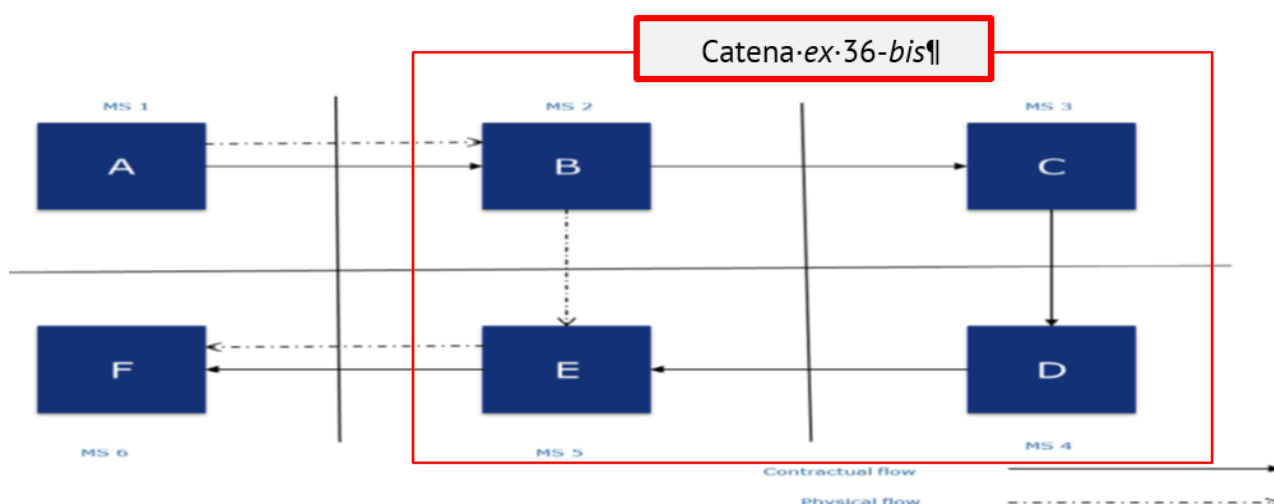 Catena·ex·36-bis¶
MS 1
MS 2
MS 3
A
B
C
F
E
D
MS 6
MS 5
MS 4
Contractual flow
Physical flow